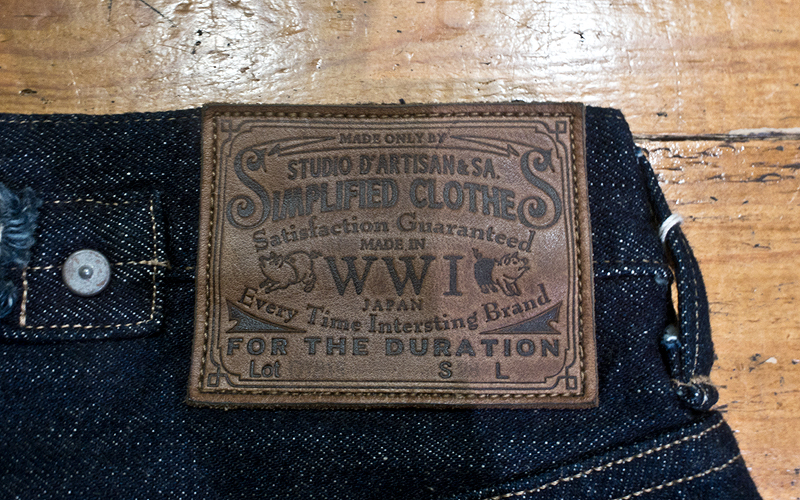 MADE ONLY BY
STUDIO D'ARTISAN & SA.
SIMPLIFIED CLOTHES
Satisfaction Guaranteed
MADE IN
WWI
JAPAN
Every Time Intersting Brand
FOR THE DURATION
Lot S L